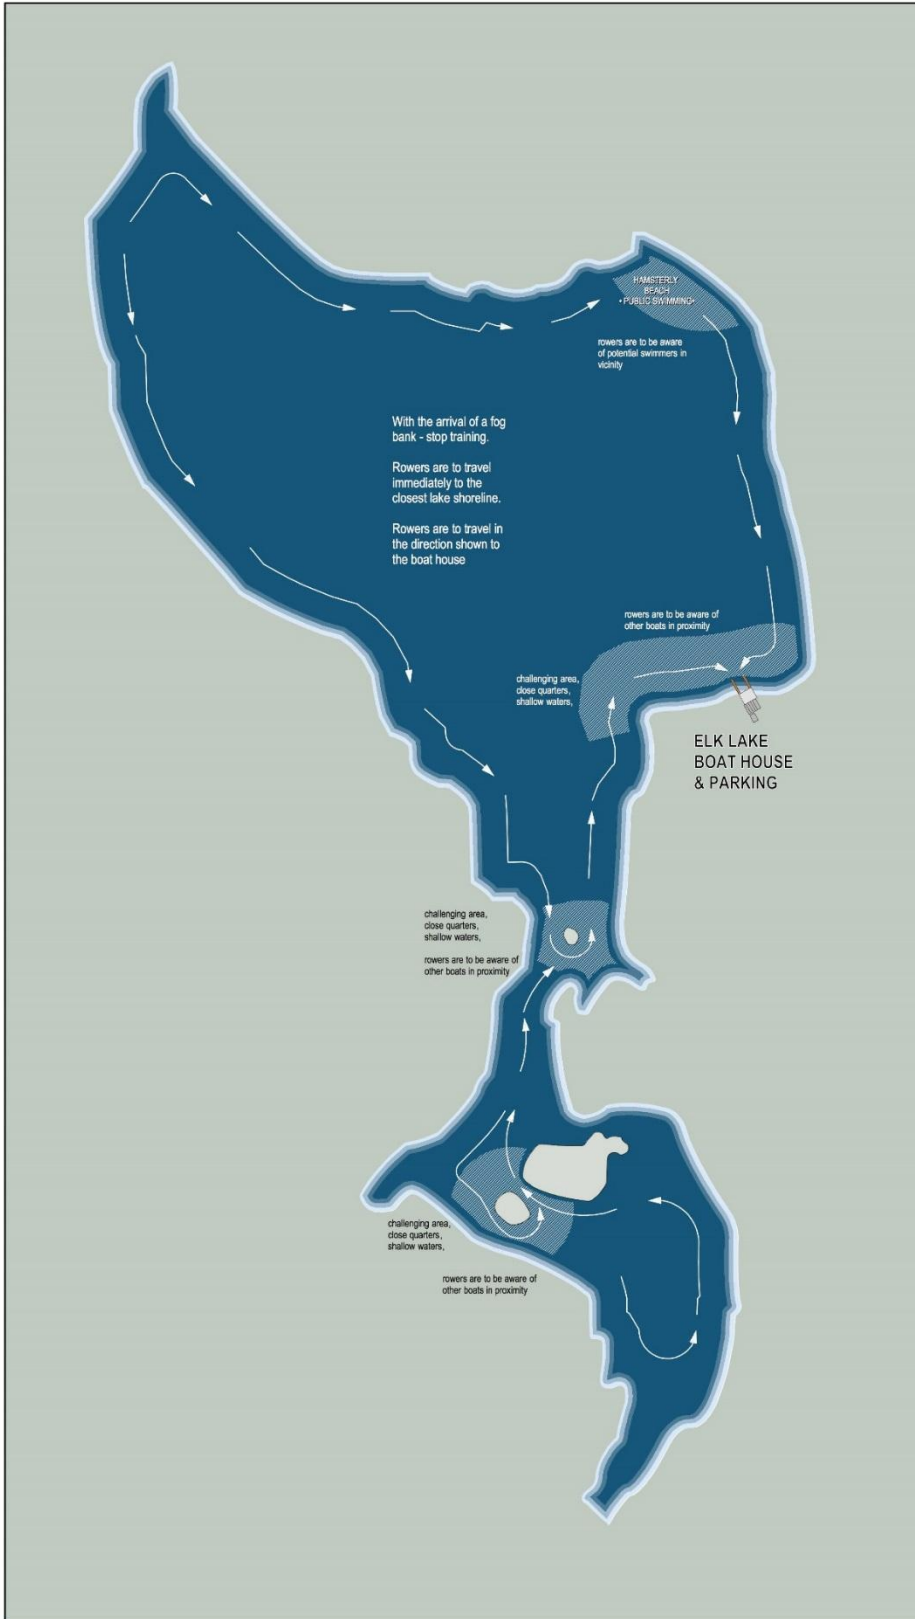 HAMSTERLY
BEACH
• PUBLIC SWIMMING•
rowers are to be aware
of potential swimmers in
vicinity
With the arrival of a fog
bank - stop training.
Rowers are to travel
immediately to the
closest lake shoreline.
Rowers are to travel in
the direction shown to
the boat house
rowers are to be aware of
other boats in proximity
challenging area,
close quarters,
shallow waters,
ELK LAKE
BOAT HOUSE
& PARKING
challenging area,
close quarters,
shallow waters,
rowers are to be aware of
other boats in proximity
challenging area,
close quarters,
shallow waters,
rowers are to be aware of
other boats in proximity